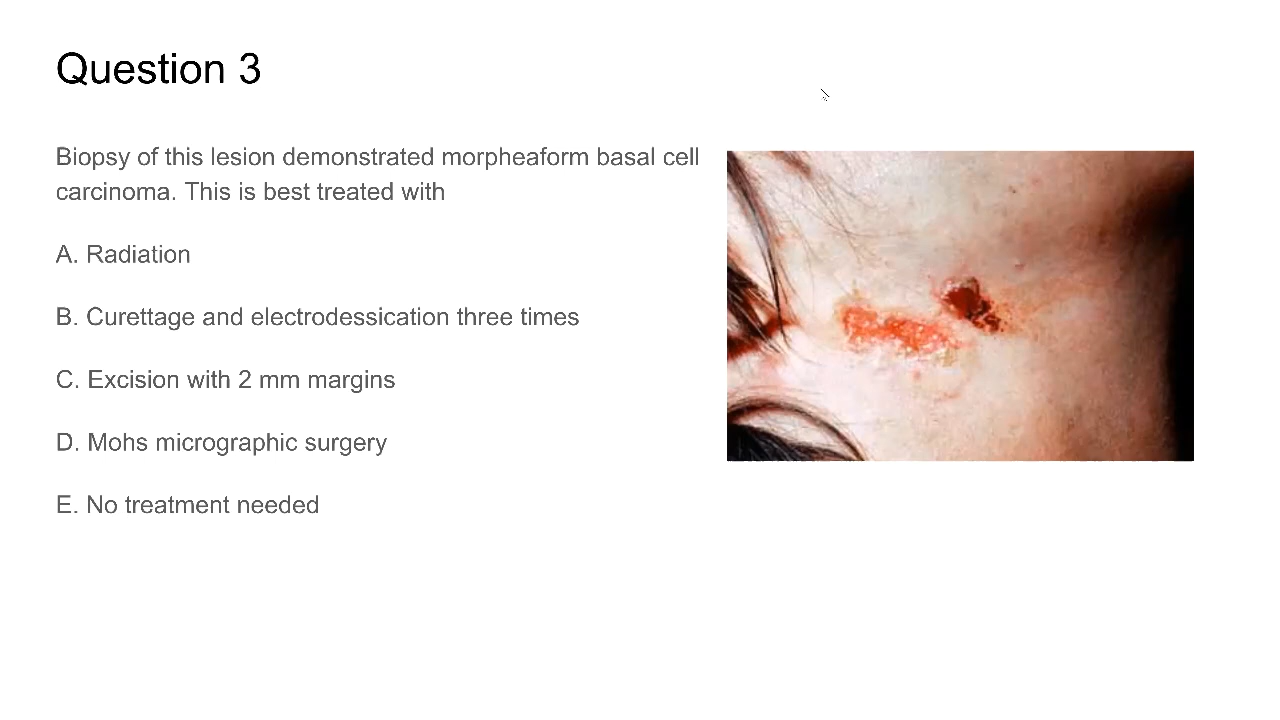 Question 3
Biopsy of this lesion demonstrated morpheaform basal cell
carcinoma. This is best treated with
A. Radiation
B. Curettage and electrodessication three times
C. Excision with 2 mm margins
D. Mohs micrographic surgery
E. No treatment needed